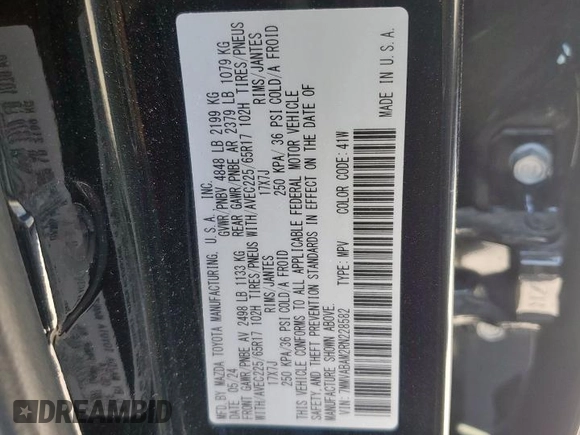 MFD. BY MAZDA TOYOTA MANUFACTURING, U.S.A., INC.
DATE: 05/24 GVWR/PNBV 4848 LB 2199 KG
FRONT GAWR/PNBE AV 2498 LB 1133 KG REAR GAWR/PNBE AR 2379 LB 1079 KG
WITH/AVEC225/65R17 102H TIRES/PNEUS WITH/AVEC225/65R17 102H TIRES/PNEUS
17X7J RIMS/JANTES 17X7J RIMS/JANTES
250 KPA/36 PSI COLD/A FROID 250 KPA/ 36 PSI COLD/A FROID
THIS VEHICLE CONFORMS TO ALL APPLICABLE FEDERAL MOTOR VEHICLE
SAFETY, AND THEFT PREVENTION STANDARDS IN EFFECT ON THE DATE OF
MANUFACTURE SHOWN ABOVE.
VIN: 7MMVABAM2RN228582 TYPE: MPV COLOR CODE: 41W
MADE IN U.S.A.
RAMDEBID